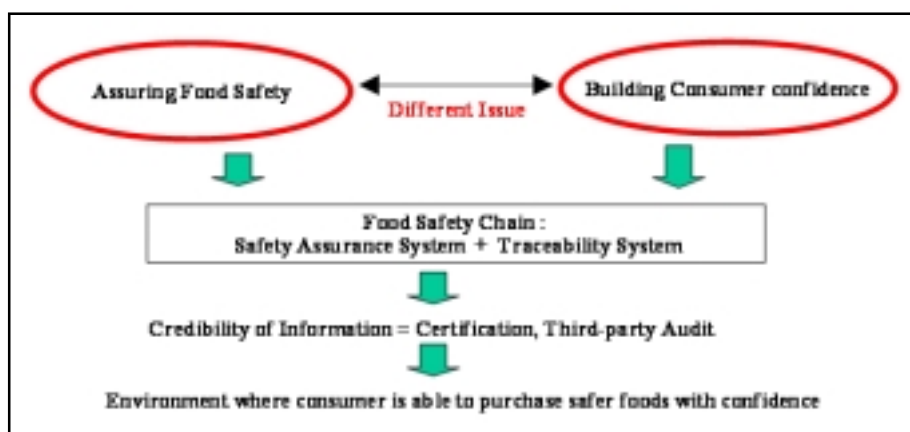 Assuring Food Safety
Building Consumer confidence
Different Issue
Food Safety Chain :
Safety Assurance System + Traceability System
Credibility of Information = Certification, Third-party Audit
Environment where consumer is able to purchase safer foods with confidence